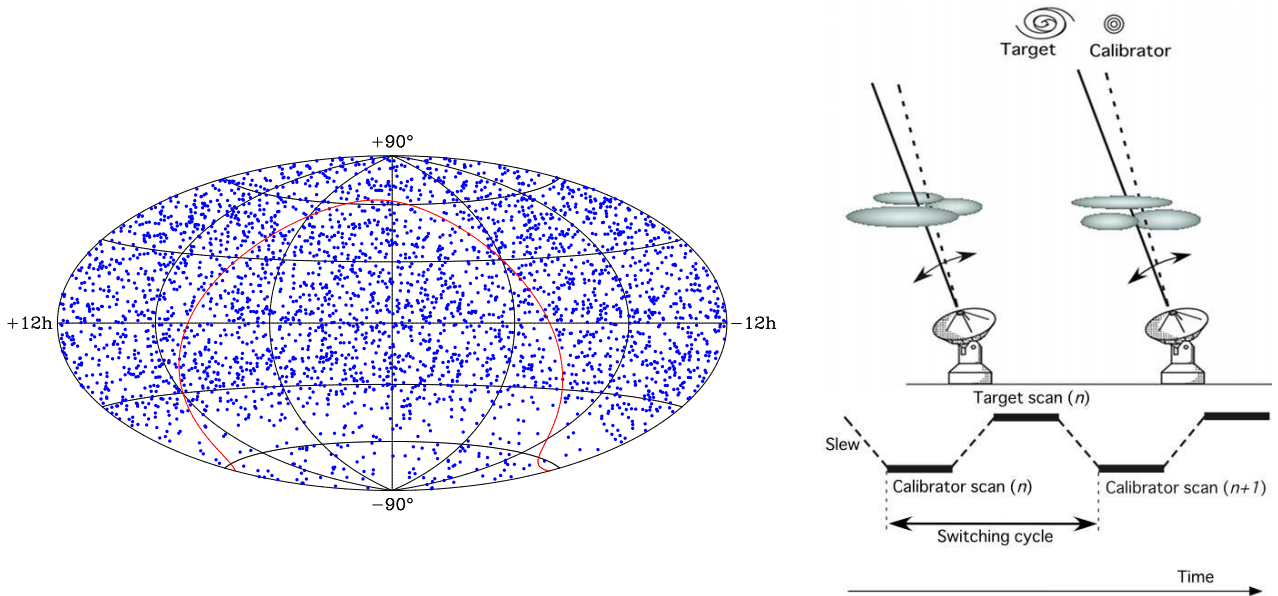 +90°
+12h
−12h
−90°
Target
Calibrator
Target scan (n)
Slew
Calibrator scan (n)
Calibrator scan (n+1)
Switching cycle
Time